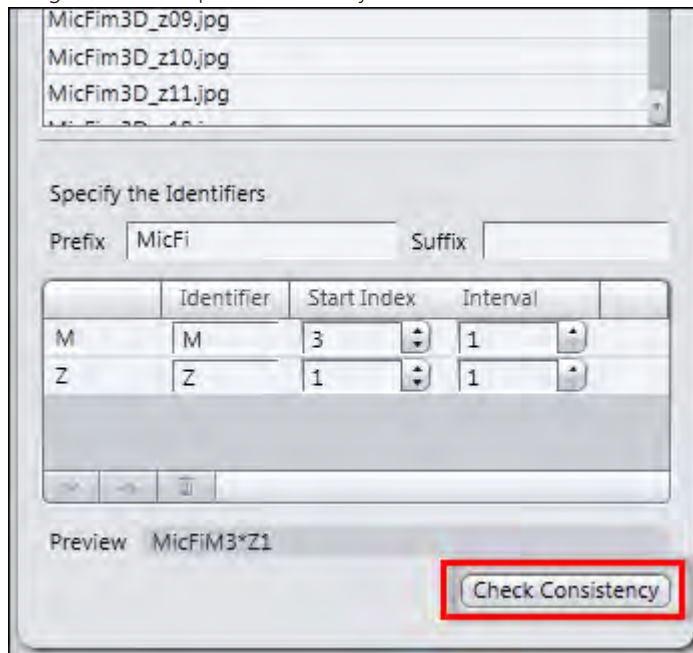 MicFim3D_z09.jpg
MicFim3D_z10.jpg
MicFim3D_z11.jpg
Specify the Identifiers
Prefix MicFi Suffix
Identifier Start Index Interval
M M 3 1
Z Z 1 1
Preview MicFiM3*Z1
Check Consistency